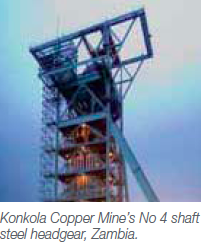 Konkola Copper Mine's No 4 shaft
steel headgear, Zambia.